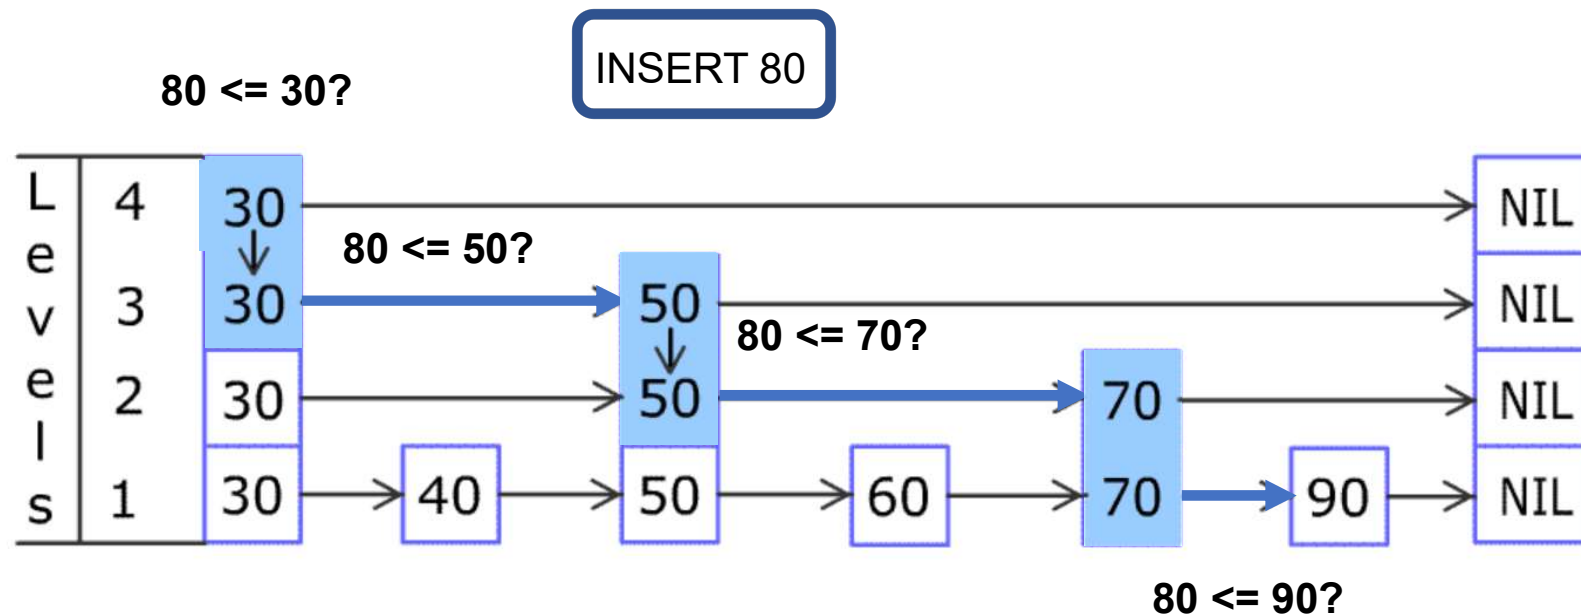 INSERT 80
80 <= 30?
Levels
4 30 NIL
80 <= 50?
3 30 50 NIL
80 <= 70?
2 30 50 70 NIL
1 30 40 50 60 70 90 NIL
80 <= 90?